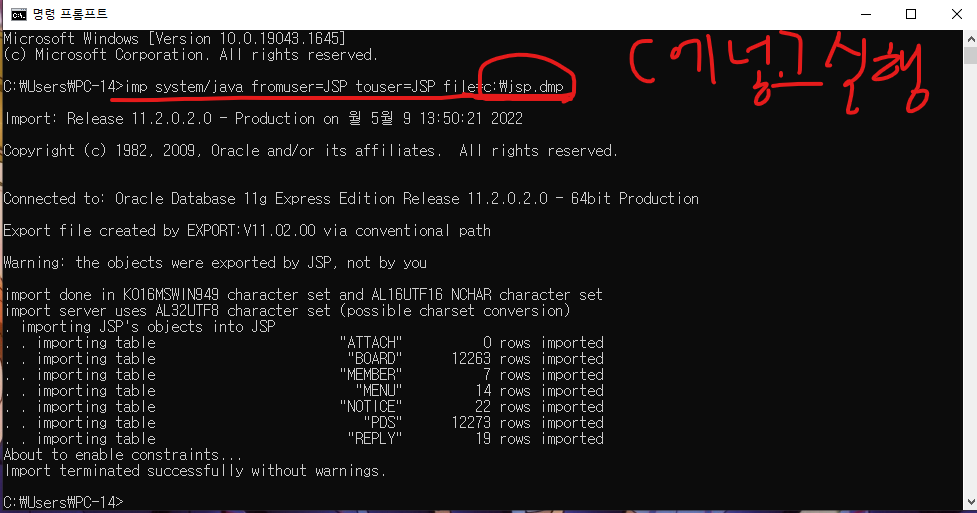 명령 프롬프트
Microsoft Windows [Version 10.0.19043.1645]
(c) Microsoft Corporation. All rights reserved.
C에 넣고 실행
C:₩Users₩PC-14>imp system/java fromuser=JSP touser=JSP file=c:₩jsp.dmp
Import: Release 11.2.0.2.0 - Production on 월 5월 9 13:50:21 2022
Copyright (c) 1982, 2009, Oracle and/or its affiliates.  All rights reserved.
Connected to: Oracle Database 11g Express Edition Release 11.2.0.2.0 - 64bit Production
Export file created by EXPORT:V11.02.00 via conventional path
Warning: the objects were exported by JSP, not by you
import done in KO16MSWIN949 character set and AL16UTF16 NCHAR character set
import server uses AL32UTF8 character set (possible charset conversion)
. importing JSP's objects into JSP
. . importing table "ATTACH" 0 rows imported
. . importing table "BOARD" 12263 rows imported
. . importing table "MEMBER" 7 rows imported
. . importing table "MENU" 14 rows imported
. . importing table "NOTICE" 22 rows imported
. . importing table "PDS" 12273 rows imported
. . importing table "REPLY" 19 rows imported
About to enable constraints...
Import terminated successfully without warnings.
C:₩Users₩PC-14>